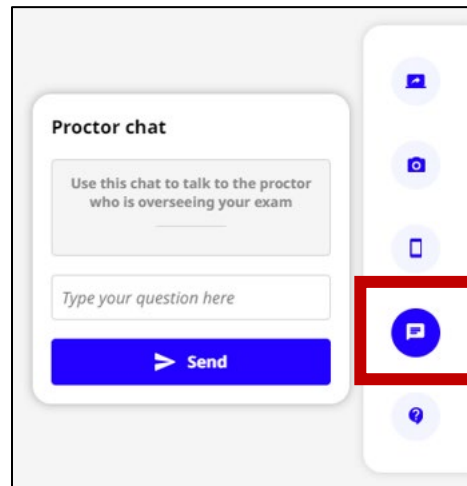 Proctor chat
Use this chat to talk to the proctor
who is overseeing your exam
Type your question here
Send